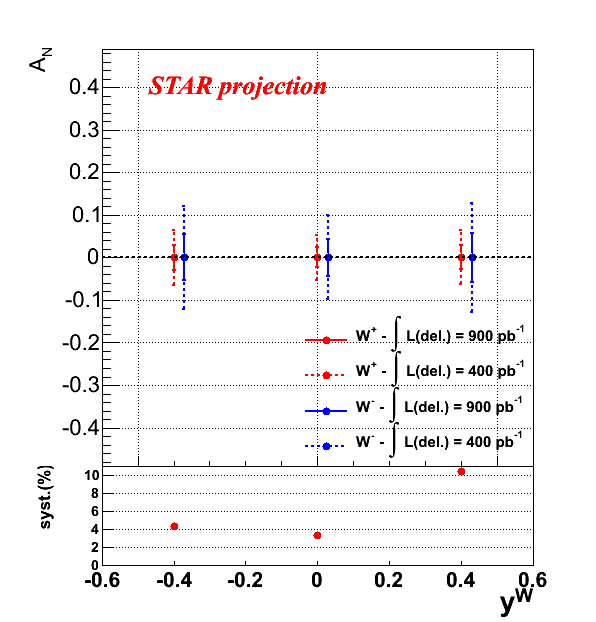 A_N
STAR projection
0.4
0.3
0.2
0.1
0
-0.1
-0.2
-0.3
-0.4
W⁺ - ∫ L(del.) = 900 pb⁻¹
W⁺ - ∫ L(del.) = 400 pb⁻¹
W⁻ - ∫ L(del.) = 900 pb⁻¹
W⁻ - ∫ L(del.) = 400 pb⁻¹
syst.(%)
10
8
6
4
2
0
-0.6 -0.4 -0.2 0 0.2 0.4 0.6
y^W